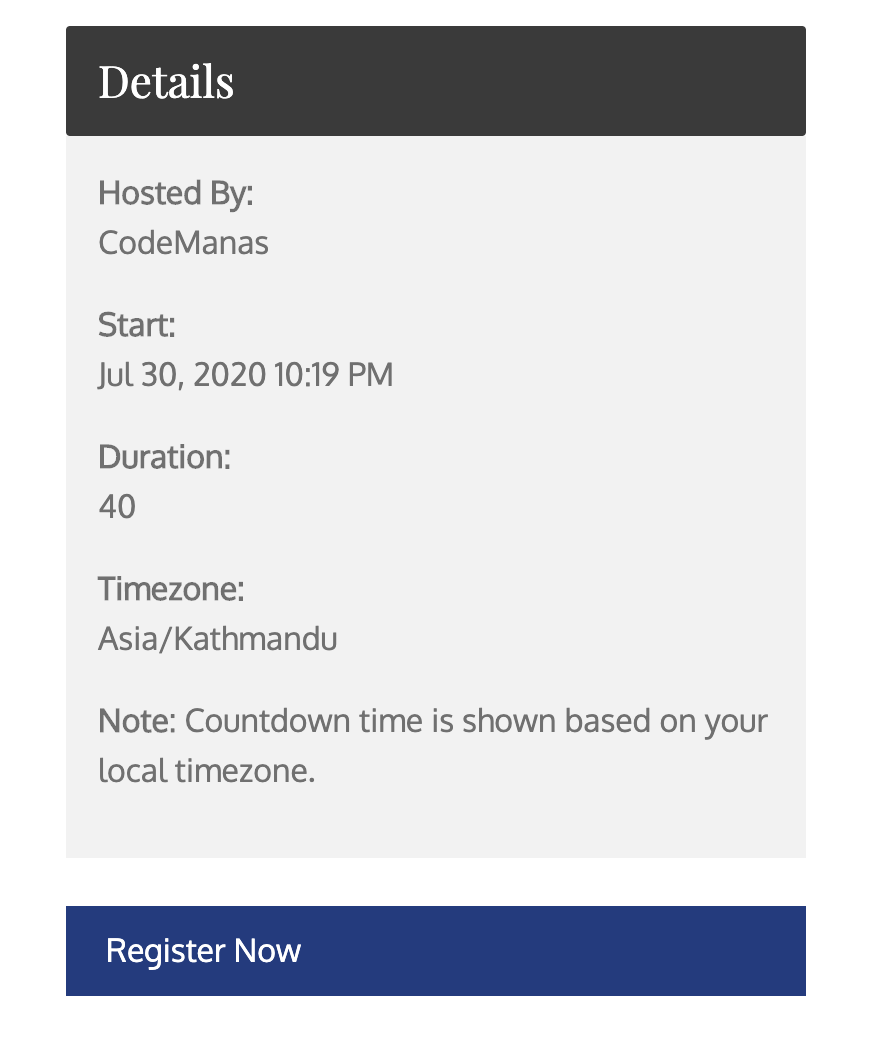 Details
Hosted By:
CodeManas
Start:
Jul 30, 2020 10:19 PM
Duration:
40
Timezone:
Asia/Kathmandu
Note: Countdown time is shown based on your
local timezone.
Register Now